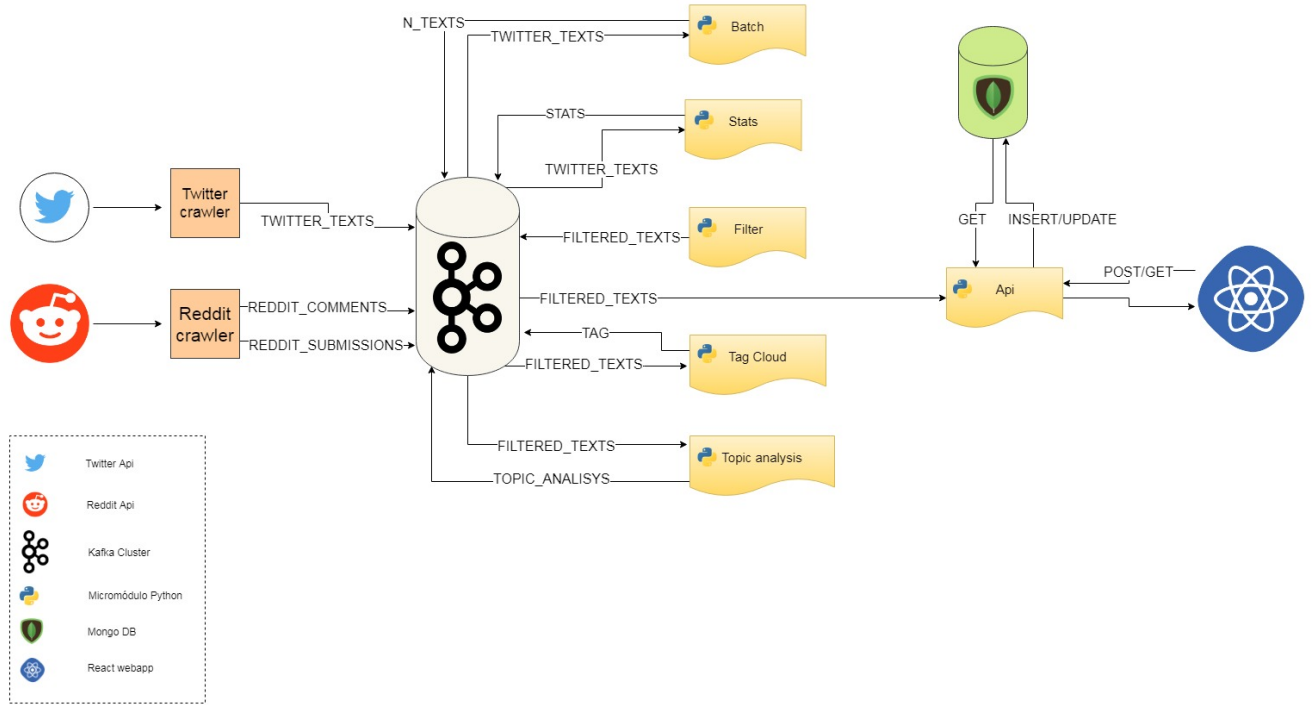 N_TEXTS
Batch
TWITTER_TEXTS
STATS
Stats
TWITTER_TEXTS
Twitter
crawler
TWITTER_TEXTS
FILTERED_TEXTS
Filter
GET
INSERT/UPDATE
POST/GET
Reddit
crawler
REDDIT_COMMENTS
REDDIT_SUBMISSIONS
FILTERED_TEXTS
Api
TAG
Tag Cloud
FILTERED_TEXTS
FILTERED_TEXTS
Topic analysis
TOPIC_ANALISYS
Twitter Api
Reddit Api
Kafka Cluster
Micromódulo Python
Mongo DB
React webapp